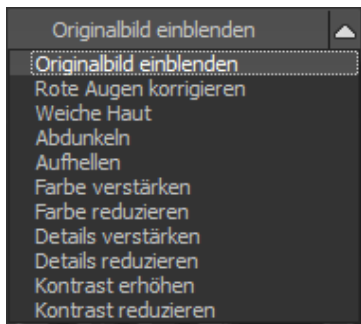 Originalbild einblenden
Originalbild einblenden
Rote Augen korrigieren
Weiche Haut
Abdunkeln
Aufhellen
Farbe verstärken
Farbe reduzieren
Details verstärken
Details reduzieren
Kontrast erhöhen
Kontrast reduzieren